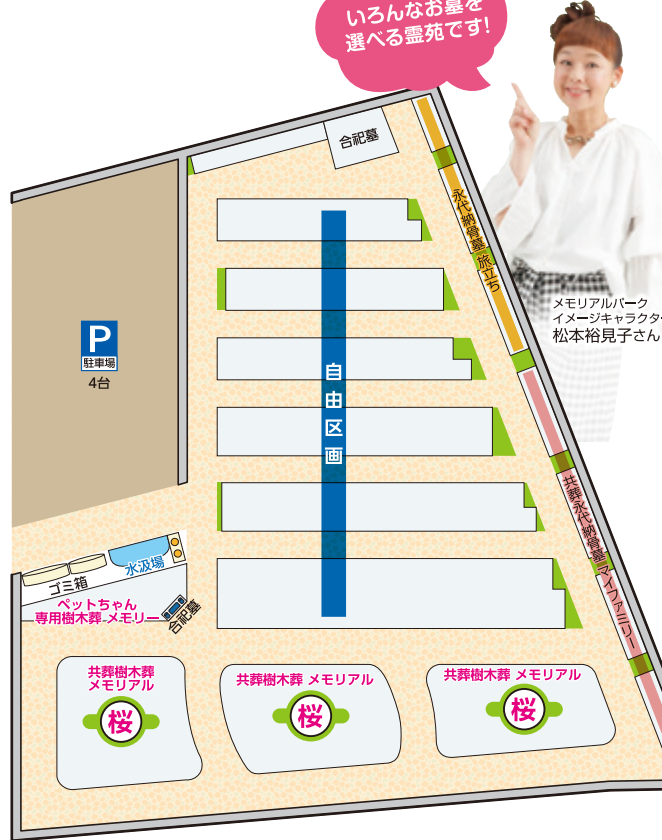 いろんなお墓を
選べる霊苑です!
合祀墓
永代納骨墓 旅立ち
メモリアルパーク
イメージキャラクター
松本裕見子さん
P
駐車場
4台
自由区画
共葬永代納骨墓 マイファミリー
水汲場
ゴミ箱
ペットちゃん
専用樹木葬 メモリー
合祀墓
共葬樹木葬
メモリアル
桜
共葬樹木葬 メモリアル
桜
共葬樹木葬 メモリアル
桜